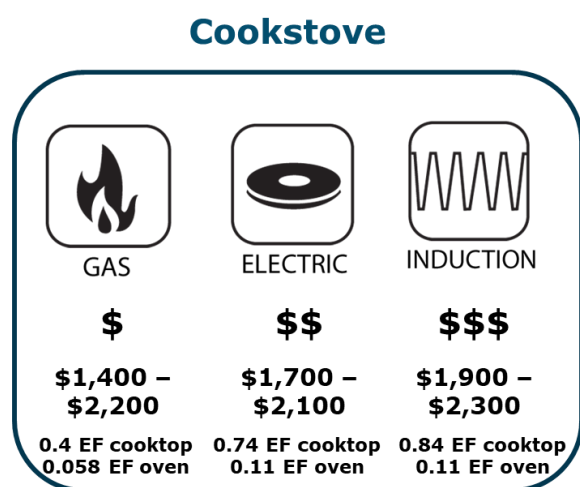 Cookstove
GAS
ELECTRIC
INDUCTION
$
$$
$$$
$1,400 –
$2,200
$1,700 –
$2,100
$1,900 –
$2,300
0.4 EF cooktop
0.058 EF oven
0.74 EF cooktop
0.11 EF oven
0.84 EF cooktop
0.11 EF oven